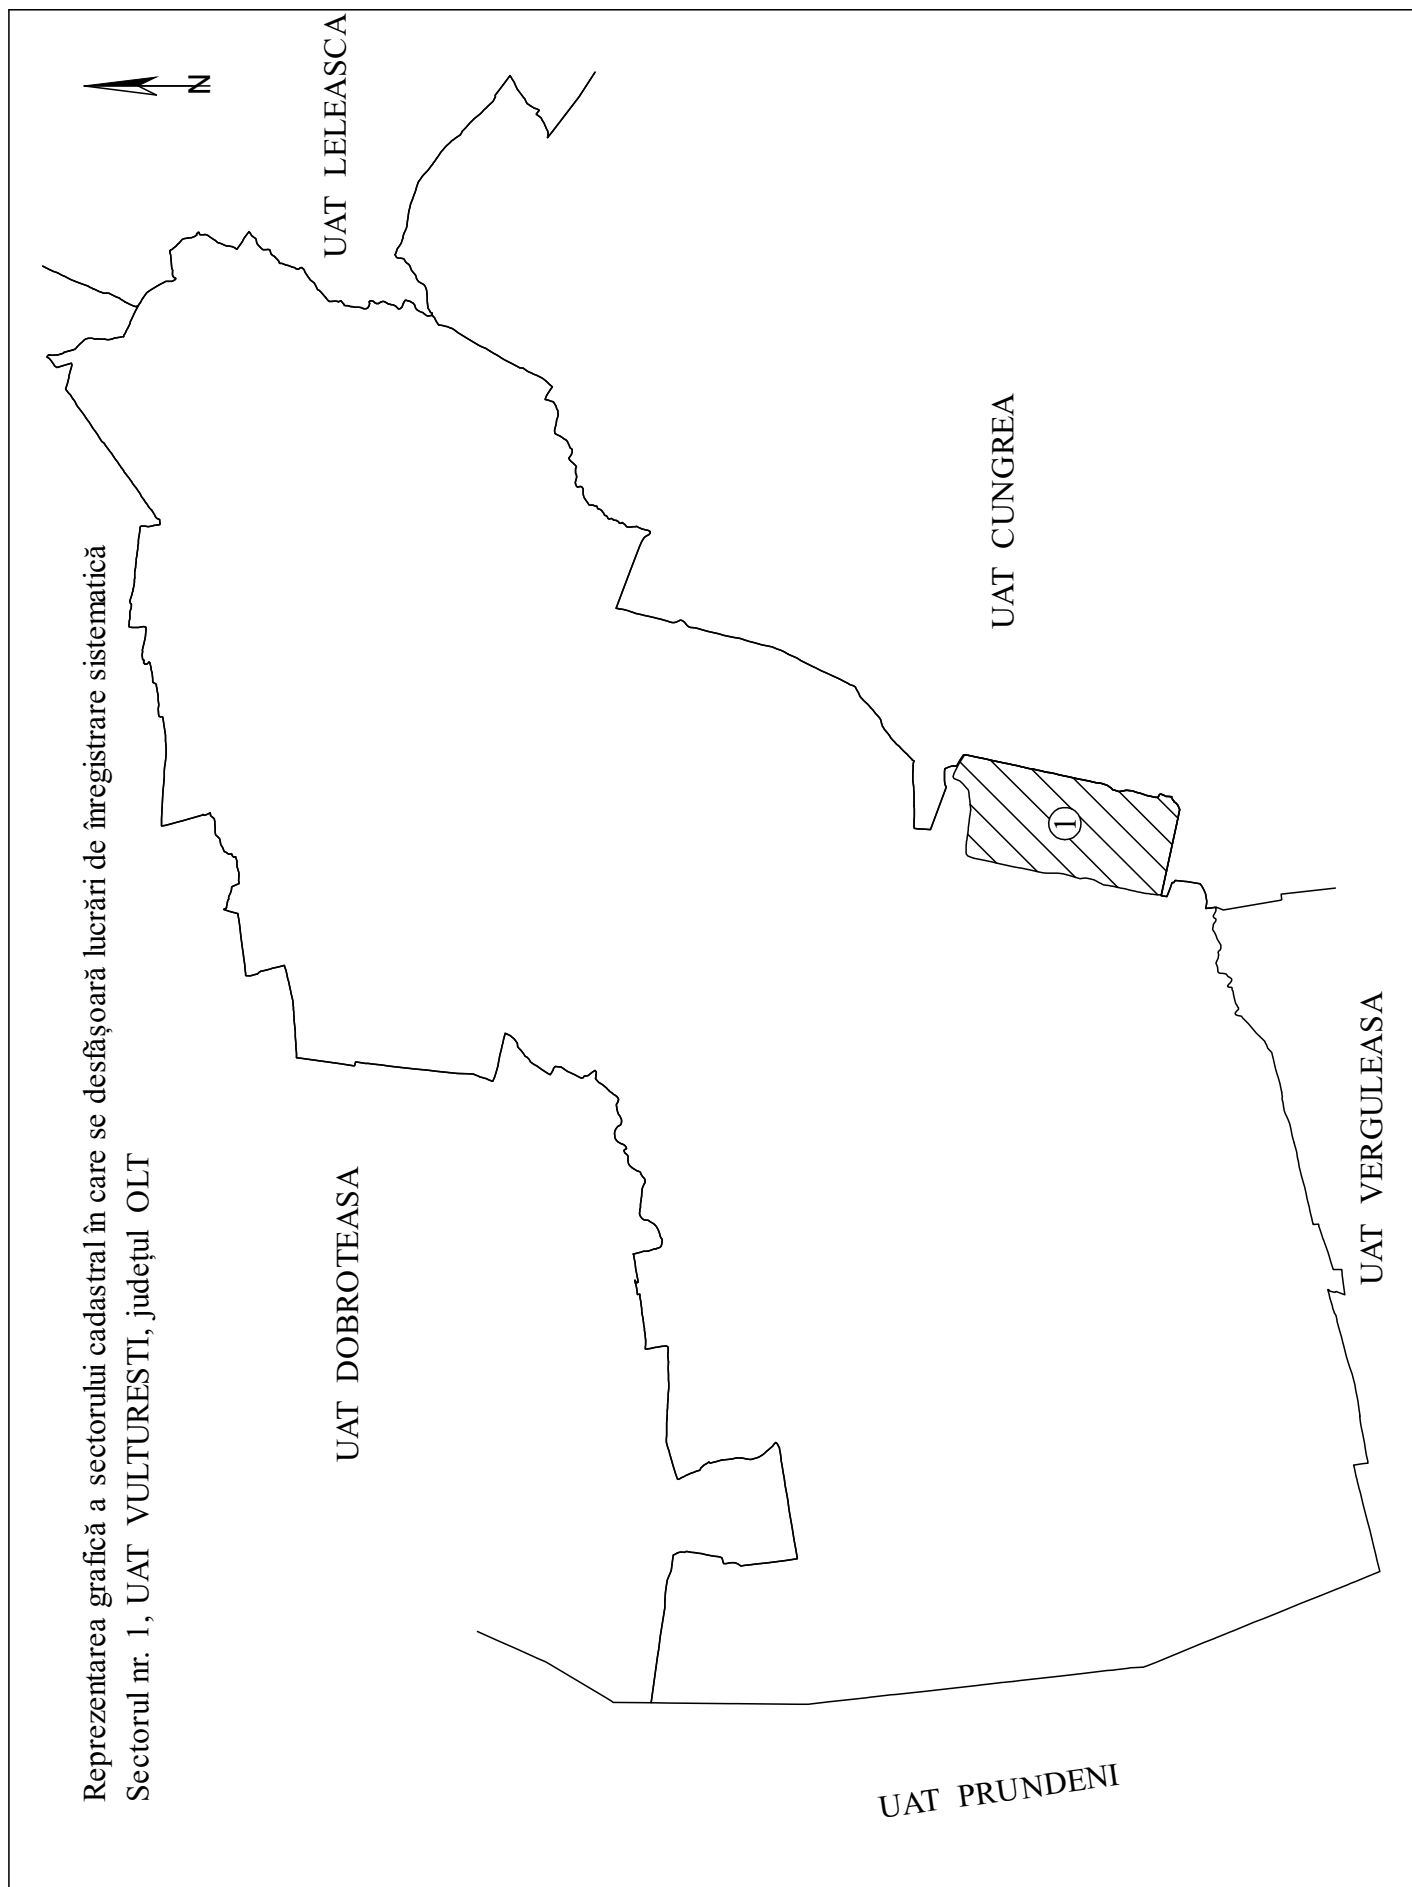 Reprezentarea grafică a sectorului cadastral în care se desfășoară lucrări de înregistrare sistematică
Sectorul nr. 1, UAT VULTURESTI, județul OLT
N
UAT LELEASCA
UAT DOBROTEASA
UAT CUNGREA
1
UAT PRUNDENI
UAT VERGULEASA